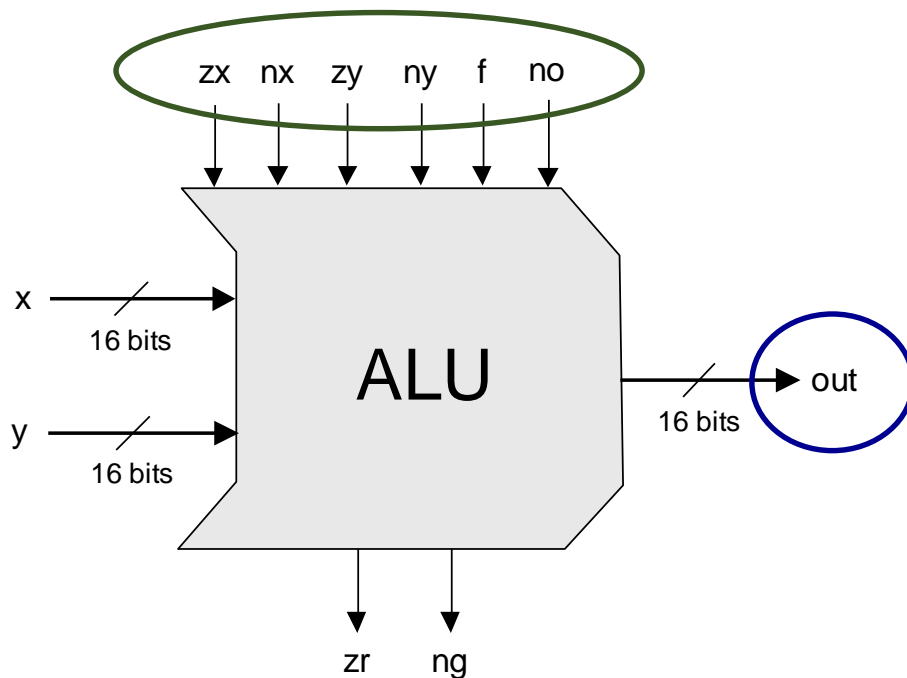 zx nx zy ny f no
x
16 bits
ALU
out
16 bits
y
16 bits
zr ng